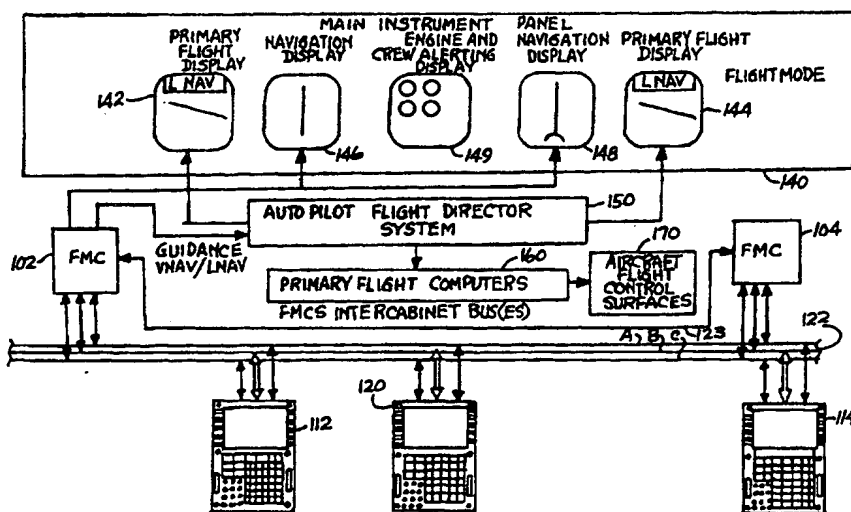 MAIN INSTRUMENT PANEL
PRIMARY
FLIGHT
DISPLAY
NAVIGATION
DISPLAY
ENGINE AND
CREW ALERTING
DISPLAY
NAVIGATION
DISPLAY
PRIMARY FLIGHT
DISPLAY
L NAV
L NAV
FLIGHT MODE
142
146
149
148
144
140
AUTO PILOT FLIGHT DIRECTOR
SYSTEM
150
102
FMC
GUIDANCE
VNAV/LNAV
PRIMARY FLIGHT COMPUTERS
160
170
AIRCRAFT
FLIGHT
CONTROL
SURFACES
FMC
104
FMCS INTERCABINET BUS(ES)
A, B, C, 123
122
112
120
114